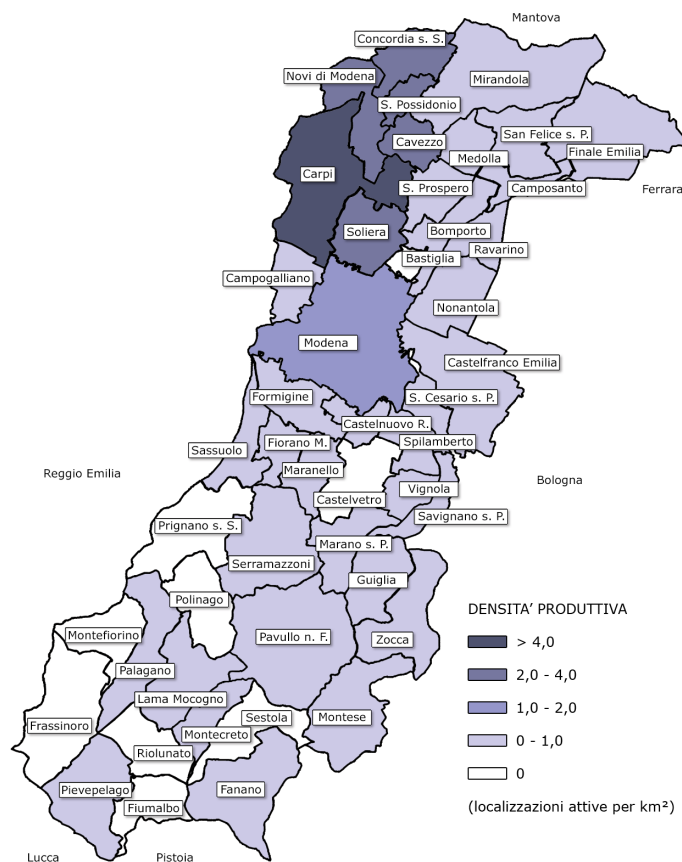 Mantova
Concordia s. S.
Novi di Modena
Mirandola
S. Possidonio
San Felice s. P.
Cavezzo
Finale Emilia
Medolla
Carpi
S. Prospero
Camposanto
Ferrara
Soliera
Bomporto
Ravarino
Bastiglia
Campogalliano
Nonantola
Modena
Castelfranco Emilia
Formigine
S. Cesario s. P.
Castelnuovo R.
Fiorano M.
Spilamberto
Sassuolo
Maranello
Reggio Emilia
Bologna
Vignola
Castelvetro
Savignano s. P.
Prignano s. S.
Marano s. P.
Serramazzoni
Guiglia
Polinago
DENSITA’ PRODUTTIVA
Montefiorino
Pavullo n. F.
Zocca
> 4,0
Palagano
2,0 - 4,0
Lama Mocogno
1,0 - 2,0
Sestola
Montese
Frassinoro
Montecreto
0 - 1,0
Riolunato
0
Pievepelago
Fanano
Fiumalbo
(localizzazioni attive per km²)
Lucca
Pistoia